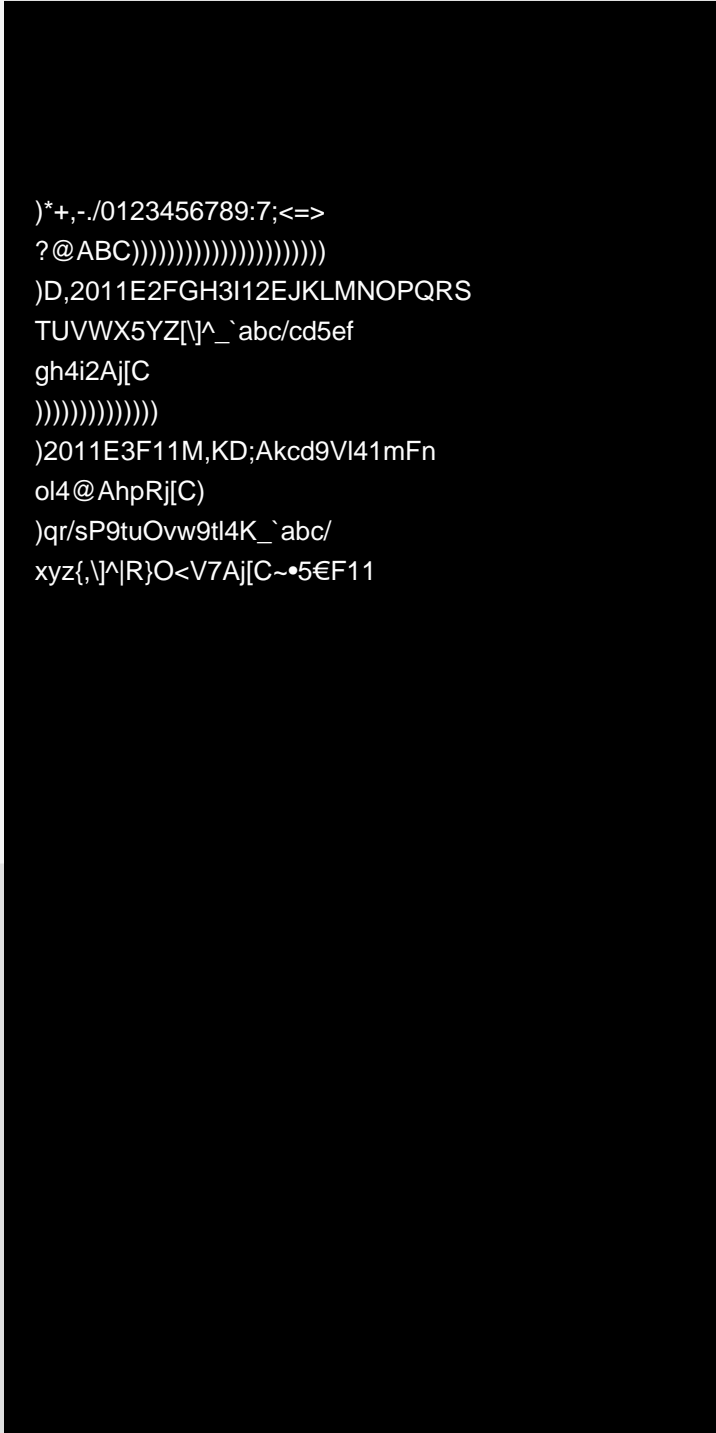 )*+,-./0123456789:7;<=>
?@ABC))))))))))))))))))))))
)D,2011E2FGH3I12EJKLMNOPQRS
TUVWX5YZ[\]^_`abc/cd5ef
gh4i2Aj[C
))))))))))))))
)2011E3F11M,KD;Akcd9Vl41mFn
ol4@AhpRj[C)
)qr/sP9tuOvw9tl4K_`abc/
xyz{,\]^|R}O<V7Aj[C~•5€F11